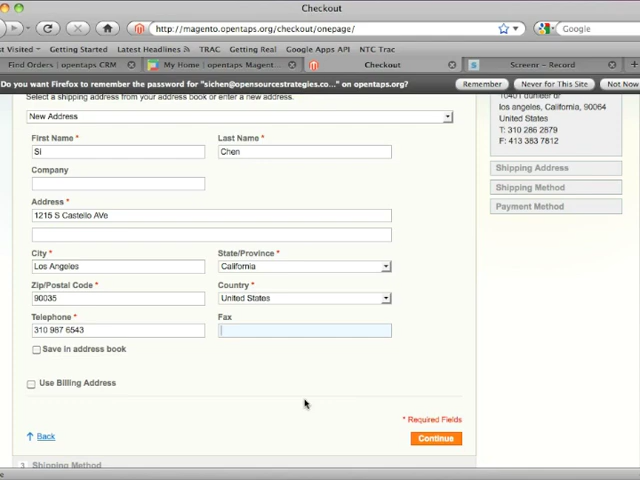 Checkout
http://magento.opentaps.org/checkout/onepage/
Google
st Visited
Getting Started
Latest Headlines
TRAC
Getting Real
Google Apps API
NTC Trac
Find Orders | opentaps CRM
My Home | opentaps Magent...
Checkout
Screenr – Record
Do you want Firefox to remember the password for "sichen@opensourcestrategies.co..." on opentaps.org?
Remember
Never for This Site
Not Now
Select a shipping address from your address book or enter a new address.
New Address
First Name *
Last Name *
Si
Chen
Company
Address *
1215 S Castello AVe
City *
State/Province *
Los Angeles
California
Zip/Postal Code *
Country *
90035
United States
Telephone *
Fax
310 987 6543
Save in address book
Use Billing Address
* Required Fields
Back
Continue
3 Shipping Method
los angeles, California, 90064
United States
T: 310 286 2879
F: 413 383 7812
Shipping Address
Shipping Method
Payment Method